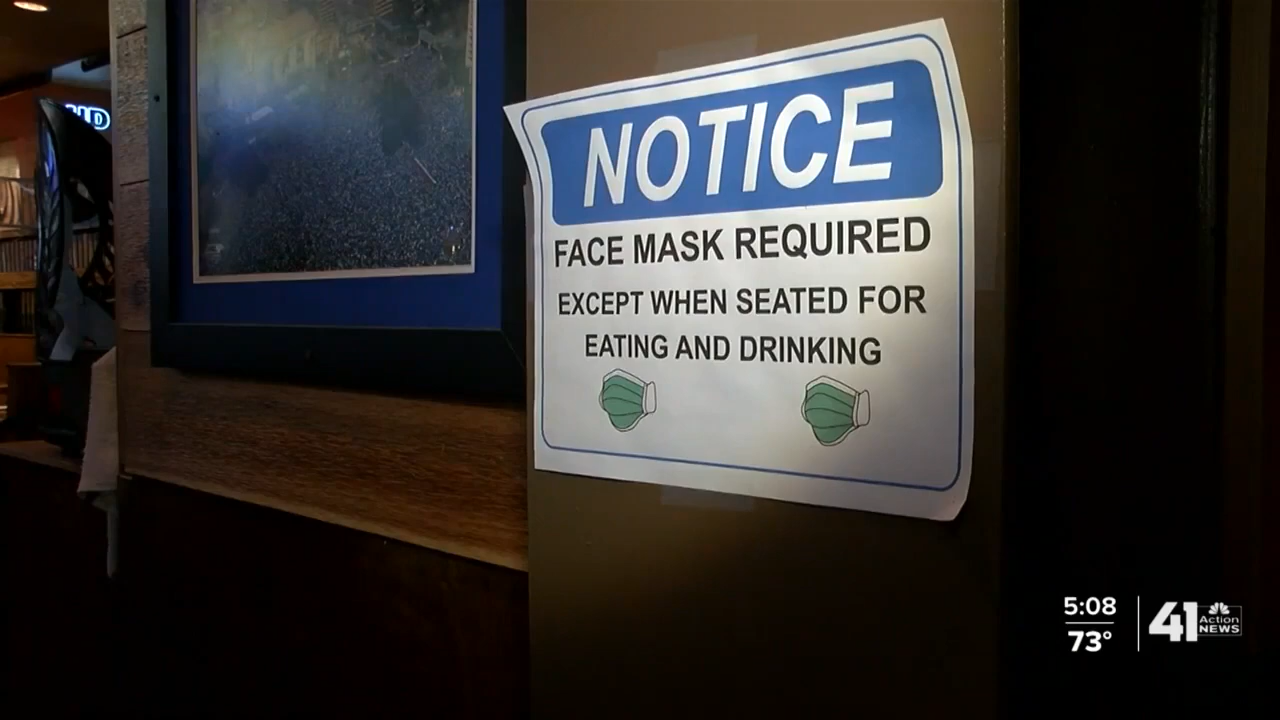 NOTICE
FACE MASK REQUIRED
EXCEPT WHEN SEATED FOR
EATING AND DRINKING
5:08
73°
41 Action
NEWS